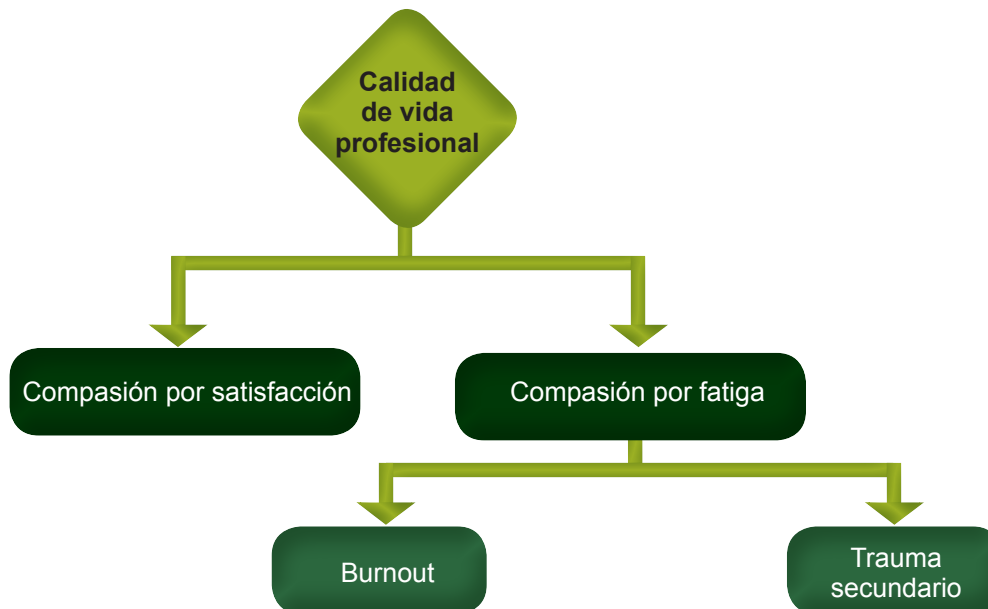 Calidad
de vida
profesional
Compasión por satisfacción
Compasión por fatiga
Burnout
Trauma
secundario